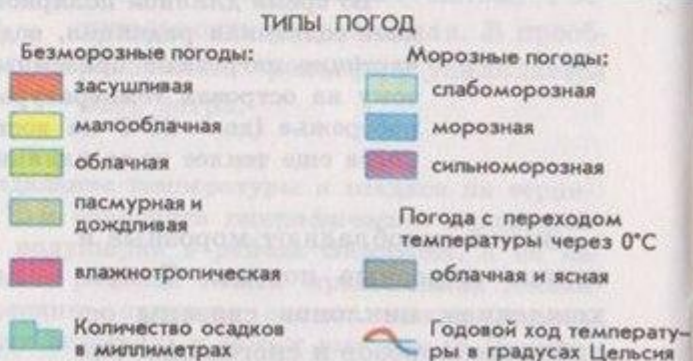 ТИПЫ ПОГОД
Безморозные погоды:
засушливая
малооблачная
облачная
пасмурная и
дождливая
влажнотропическая
Количество осадков
в миллиметрах
Морозные погоды:
слабоморозная
морозная
сильноморозная
Погода с переходом
температуры через 0°С
облачная и ясная
Годовой ход температу-
ры в градусах Цельсия